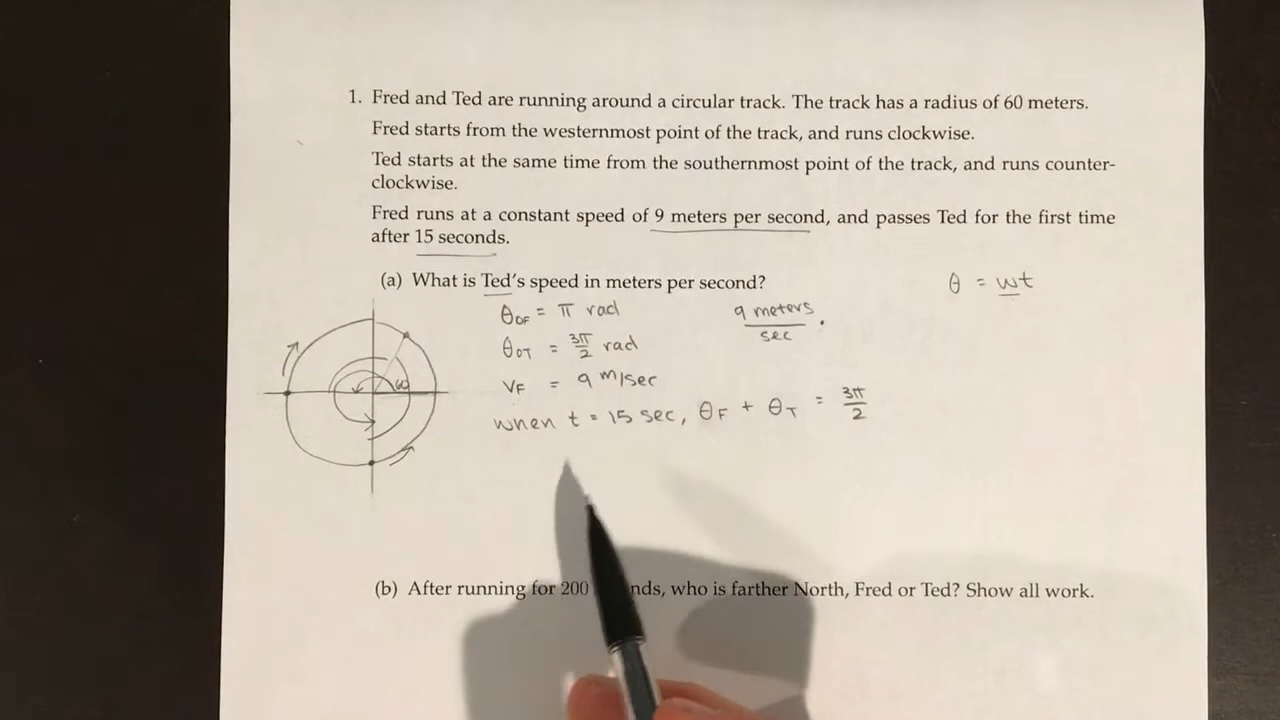 1. Fred and Ted are running around a circular track. The track has a radius of 60 meters.
Fred starts from the westernmost point of the track, and runs clockwise.
Ted starts at the same time from the southernmost point of the track, and runs counter-
clockwise.
Fred runs at a constant speed of 9 meters per second, and passes Ted for the first time
after 15 seconds.
(a) What is Ted's speed in meters per second?
θ = wt
θOF = π rad
9 meters/sec .
θOT = 3π/2 rad
VF = 9 m/sec
60
when t = 15 sec, θF + θT = 3π/2
(b) After running for 200 nds, who is farther North, Fred or Ted? Show all work.